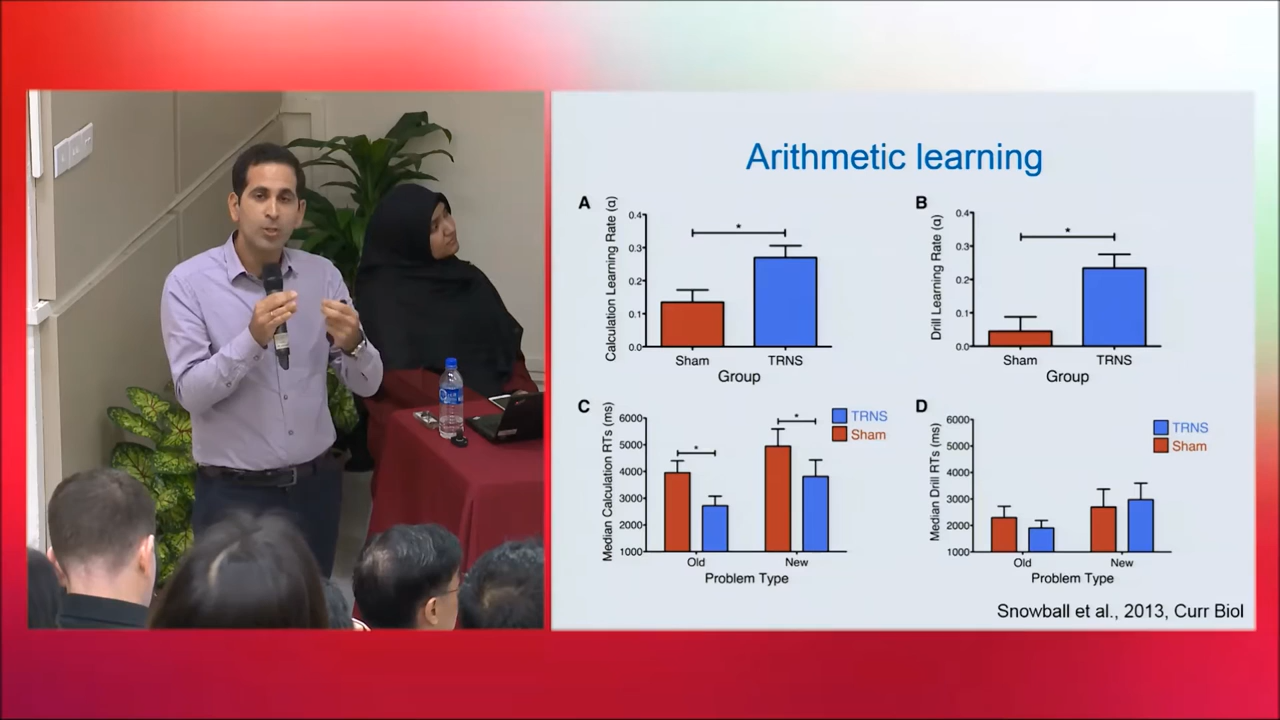 Arithmetic learning
A
Calculation Learning Rate (α)
0.4
0.3
0.2
0.1
0.0
*
Sham
TRNS
Group
B
Drill Learning Rate (α)
0.4
0.3
0.2
0.1
0.0
*
Sham
TRNS
Group
C
Median Calculation RTs (ms)
6000
5000
4000
3000
2000
1000
*
*
TRNS
Sham
Old
New
Problem Type
D
Median Drill RTs (ms)
6000
5000
4000
3000
2000
1000
TRNS
Sham
Old
New
Problem Type
Snowball et al., 2013, Curr Biol